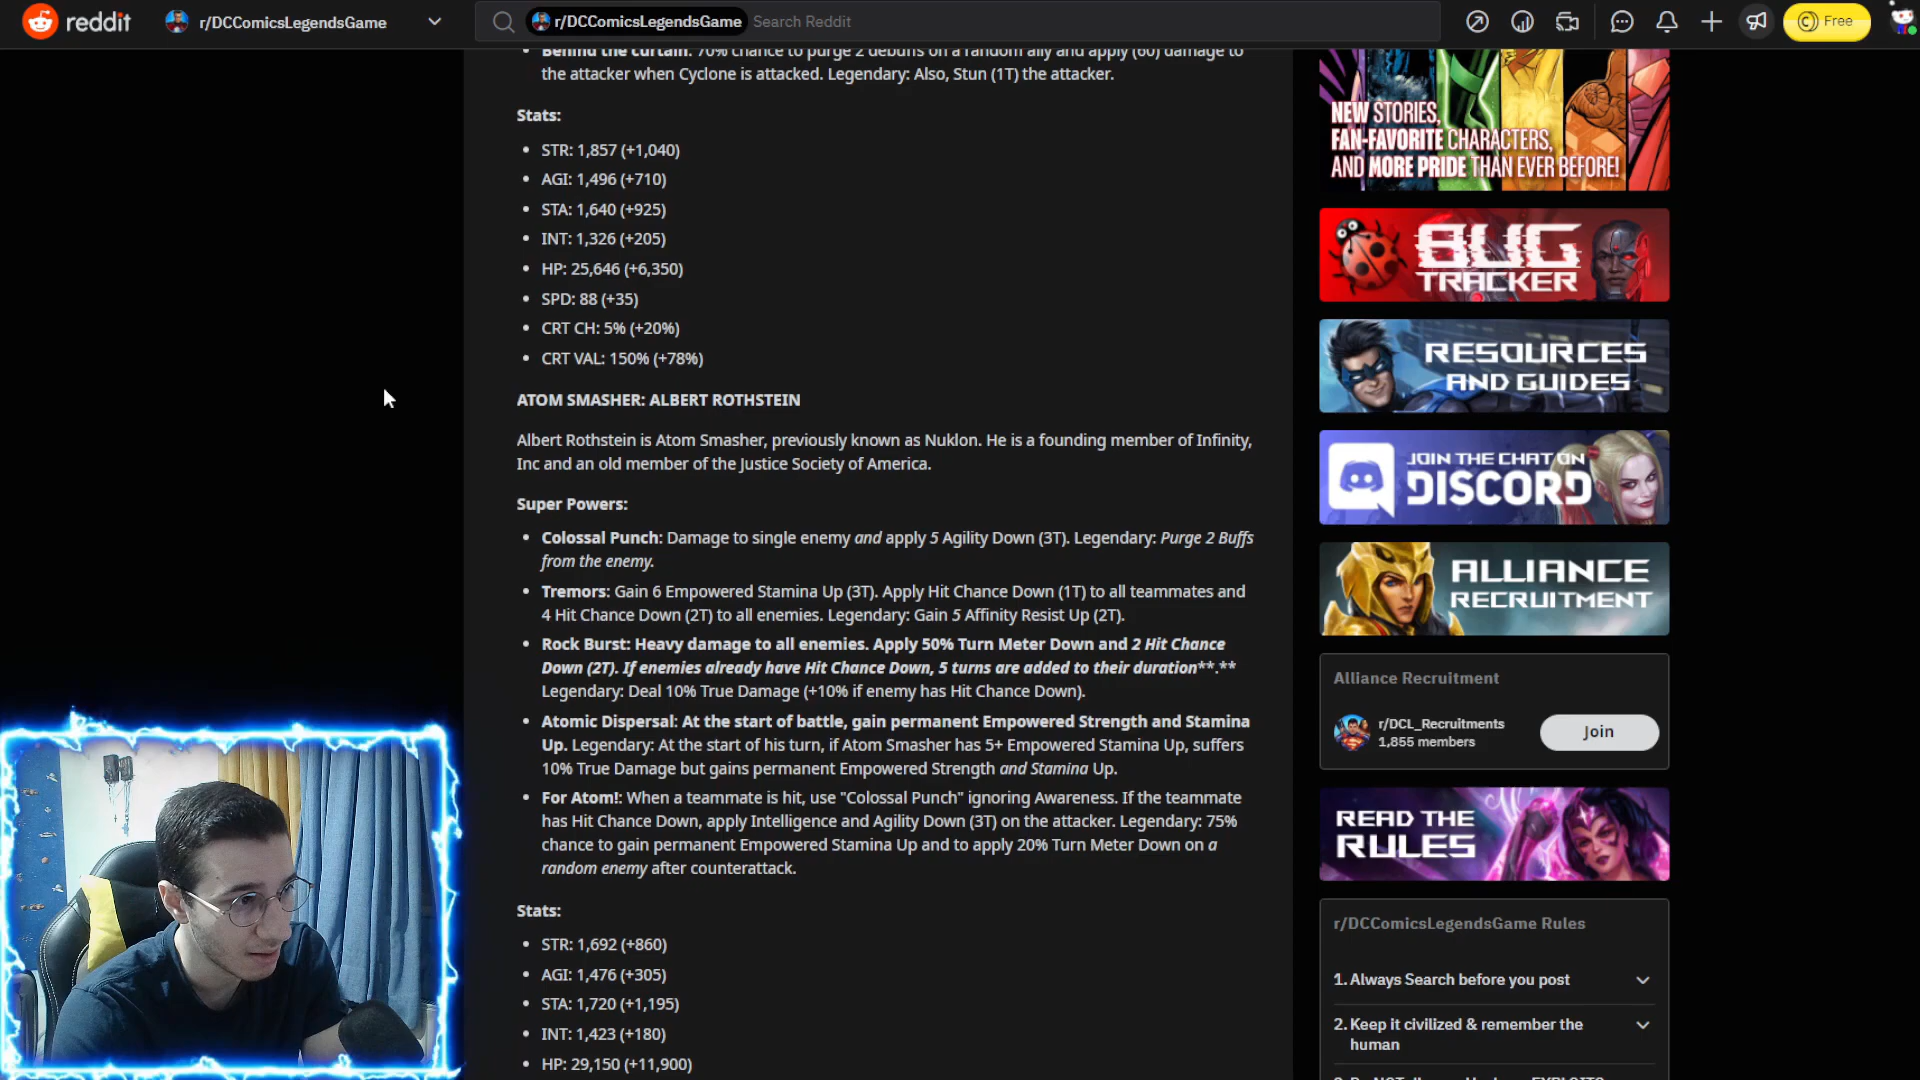 reddit
r/DCComicsLegendsGame
r/DCComicsLegendsGame Search Reddit
Free
Behind the curtain: 70% chance to purge 2 debuffs on a random ally and apply (60) damage to
the attacker when Cyclone is attacked. Legendary: Also, Stun (1T) the attacker.
Stats:
STR: 1,857 (+1,040)
AGI: 1,496 (+710)
STA: 1,640 (+925)
INT: 1,326 (+205)
HP: 25,646 (+6,350)
SPD: 88 (+35)
CRT CH: 5% (+20%)
CRT VAL: 150% (+78%)
ATOM SMASHER: ALBERT ROTHSTEIN
Albert Rothstein is Atom Smasher, previously known as Nuklon. He is a founding member of Infinity,
Inc and an old member of the Justice Society of America.
Super Powers:
Colossal Punch: Damage to single enemy and apply 5 Agility Down (3T). Legendary: Purge 2 Buffs
from the enemy.
Tremors: Gain 6 Empowered Stamina Up (3T). Apply Hit Chance Down (1T) to all teammates and
4 Hit Chance Down (2T) to all enemies. Legendary: Gain 5 Affinity Resist Up (2T).
Rock Burst: Heavy damage to all enemies. Apply 50% Turn Meter Down and 2 Hit Chance
Down (2T). If enemies already have Hit Chance Down, 5 turns are added to their duration**.**
Legendary: Deal 10% True Damage (+10% if enemy has Hit Chance Down).
Atomic Dispersal: At the start of battle, gain permanent Empowered Strength and Stamina
Up. Legendary: At the start of his turn, if Atom Smasher has 5+ Empowered Stamina Up, suffers
10% True Damage but gains permanent Empowered Strength and Stamina Up.
For Atom!: When a teammate is hit, use "Colossal Punch" ignoring Awareness. If the teammate
has Hit Chance Down, apply Intelligence and Agility Down (3T) on the attacker. Legendary: 75%
chance to gain permanent Empowered Stamina Up and to apply 20% Turn Meter Down on a
random enemy after counterattack.
Stats:
STR: 1,692 (+860)
AGI: 1,476 (+305)
STA: 1,720 (+1,195)
INT: 1,423 (+180)
HP: 29,150 (+11,900)
NEW STORIES,
FAN-FAVORITE CHARACTERS,
AND MORE PRIDE THAN EVER BEFORE!
BUG
TRACKER
RESOURCES
AND GUIDES
JOIN THE CHAT ON
DISCORD
ALLIANCE
RECRUITMENT
Alliance Recruitment
r/DCL_Recruitments
1,855 members
Join
READ THE
RULES
r/DCComicsLegendsGame Rules
1. Always Search before you post
2. Keep it civilized & remember the
human